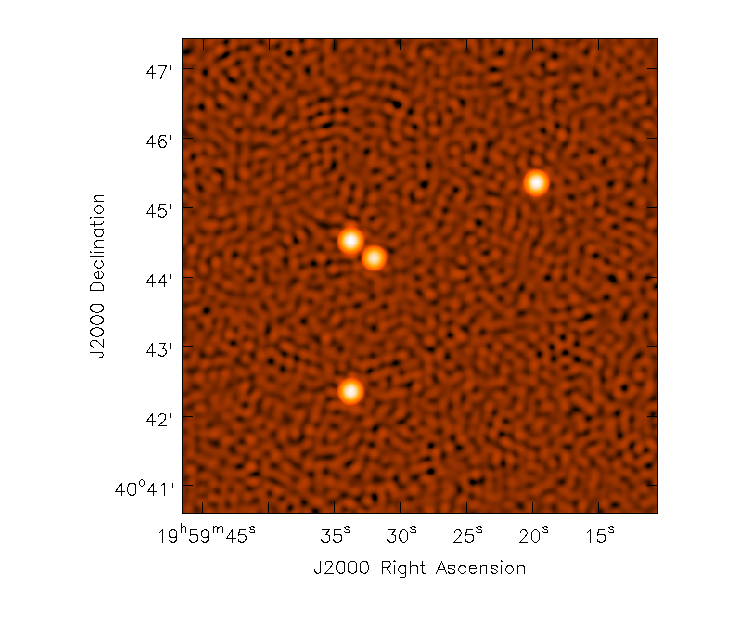 47'
46'
45'
44'
43'
42'
40°41'
J2000 Declination
19ʰ59ᵐ45ˢ 35ˢ 30ˢ 25ˢ 20ˢ 15ˢ
J2000 Right Ascension